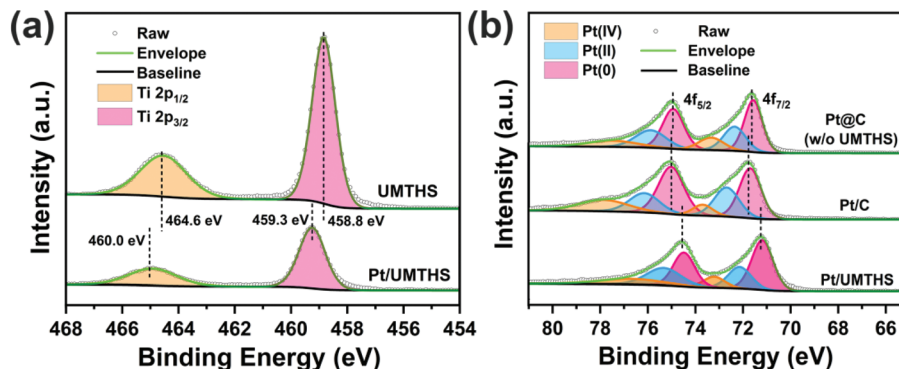 (a)
Raw
Envelope
Baseline
Ti 2p1/2
Ti 2p3/2
UMTHS
464.6 eV
459.3 eV
458.8 eV
460.0 eV
Pt/UMTHS
468 466 464 462 460 458 456 454
Binding Energy (eV)
Intensity (a.u.)
(b)
Pt(IV)
Pt(II)
Pt(0)
Raw
Envelope
Baseline
4f5/2
4f7/2
Pt@C
(w/o UMTHS)
Pt/C
Pt/UMTHS
80 78 76 74 72 70 68 66
Binding Energy (eV)
Intensity (a.u.)